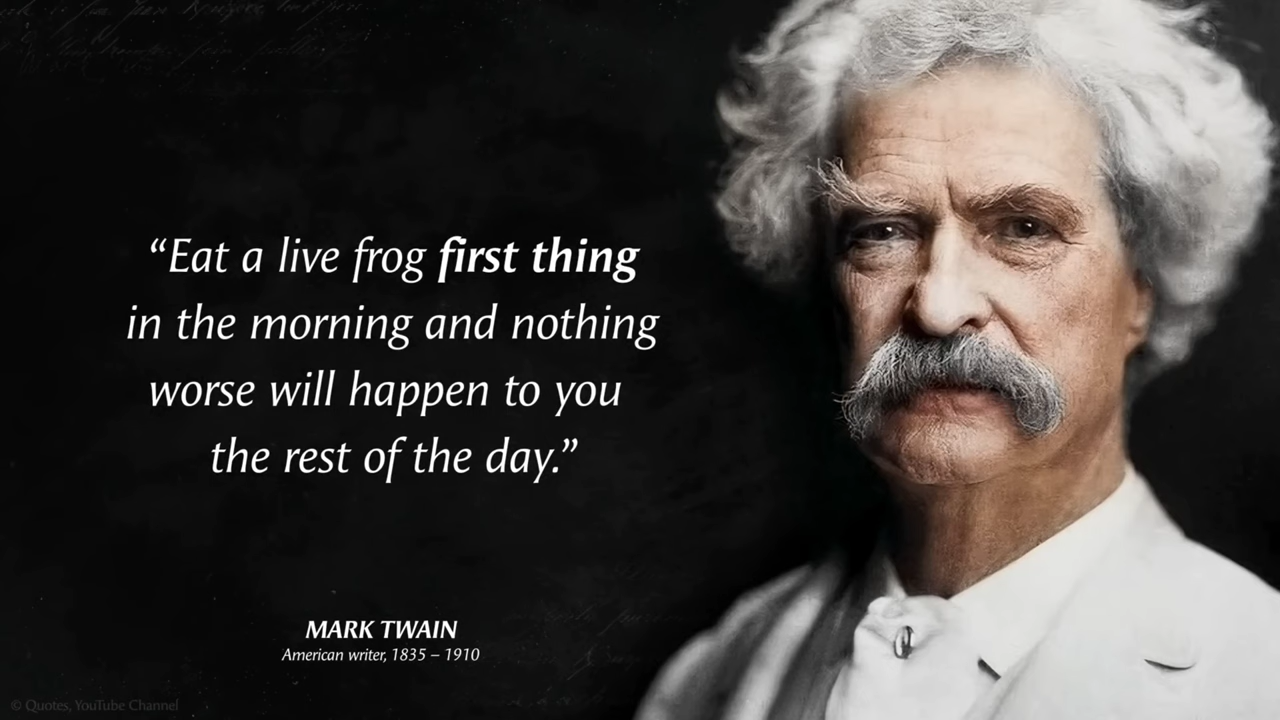 “Eat a live frog first thing
in the morning and nothing
worse will happen to you
the rest of the day.”
MARK TWAIN
American writer, 1835 – 1910
© Quotes, YouTube Channel